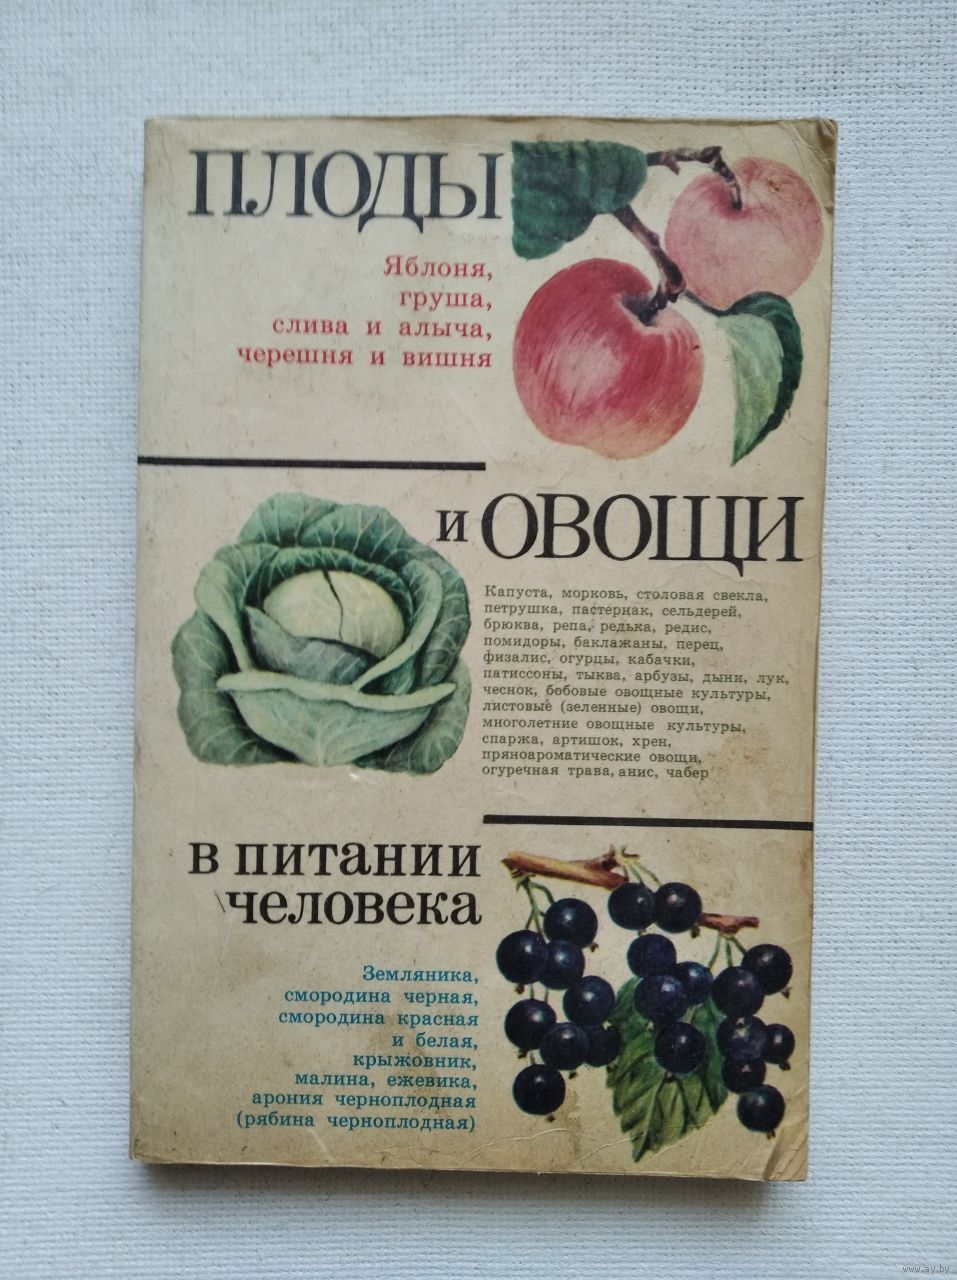 ПЛОДЫ
Яблоня,
груша,
слива и алыча,
черешня и вишня
и ОВОЩИ
Капуста, морковь, столовая свекла,
петрушка, пастернак, сельдерей,
брюква, репа, редька, редис,
помидоры, баклажаны, перец,
физалис, огурцы, кабачки,
патиссоны, тыква, арбузы, дыни, лук,
чеснок, бобовые овощные культуры,
листовые (зеленные) овощи,
многолетние овощные культуры,
спаржа, артишок, хрен,
пряноароматические овощи,
огуречная трава, анис, чабер
в питании
человека
Земляника,
смородина черная,
смородина красная
и белая,
крыжовник,
малина, ежевика,
арония черноплодная
(рябина черноплодная)
www.ay.by